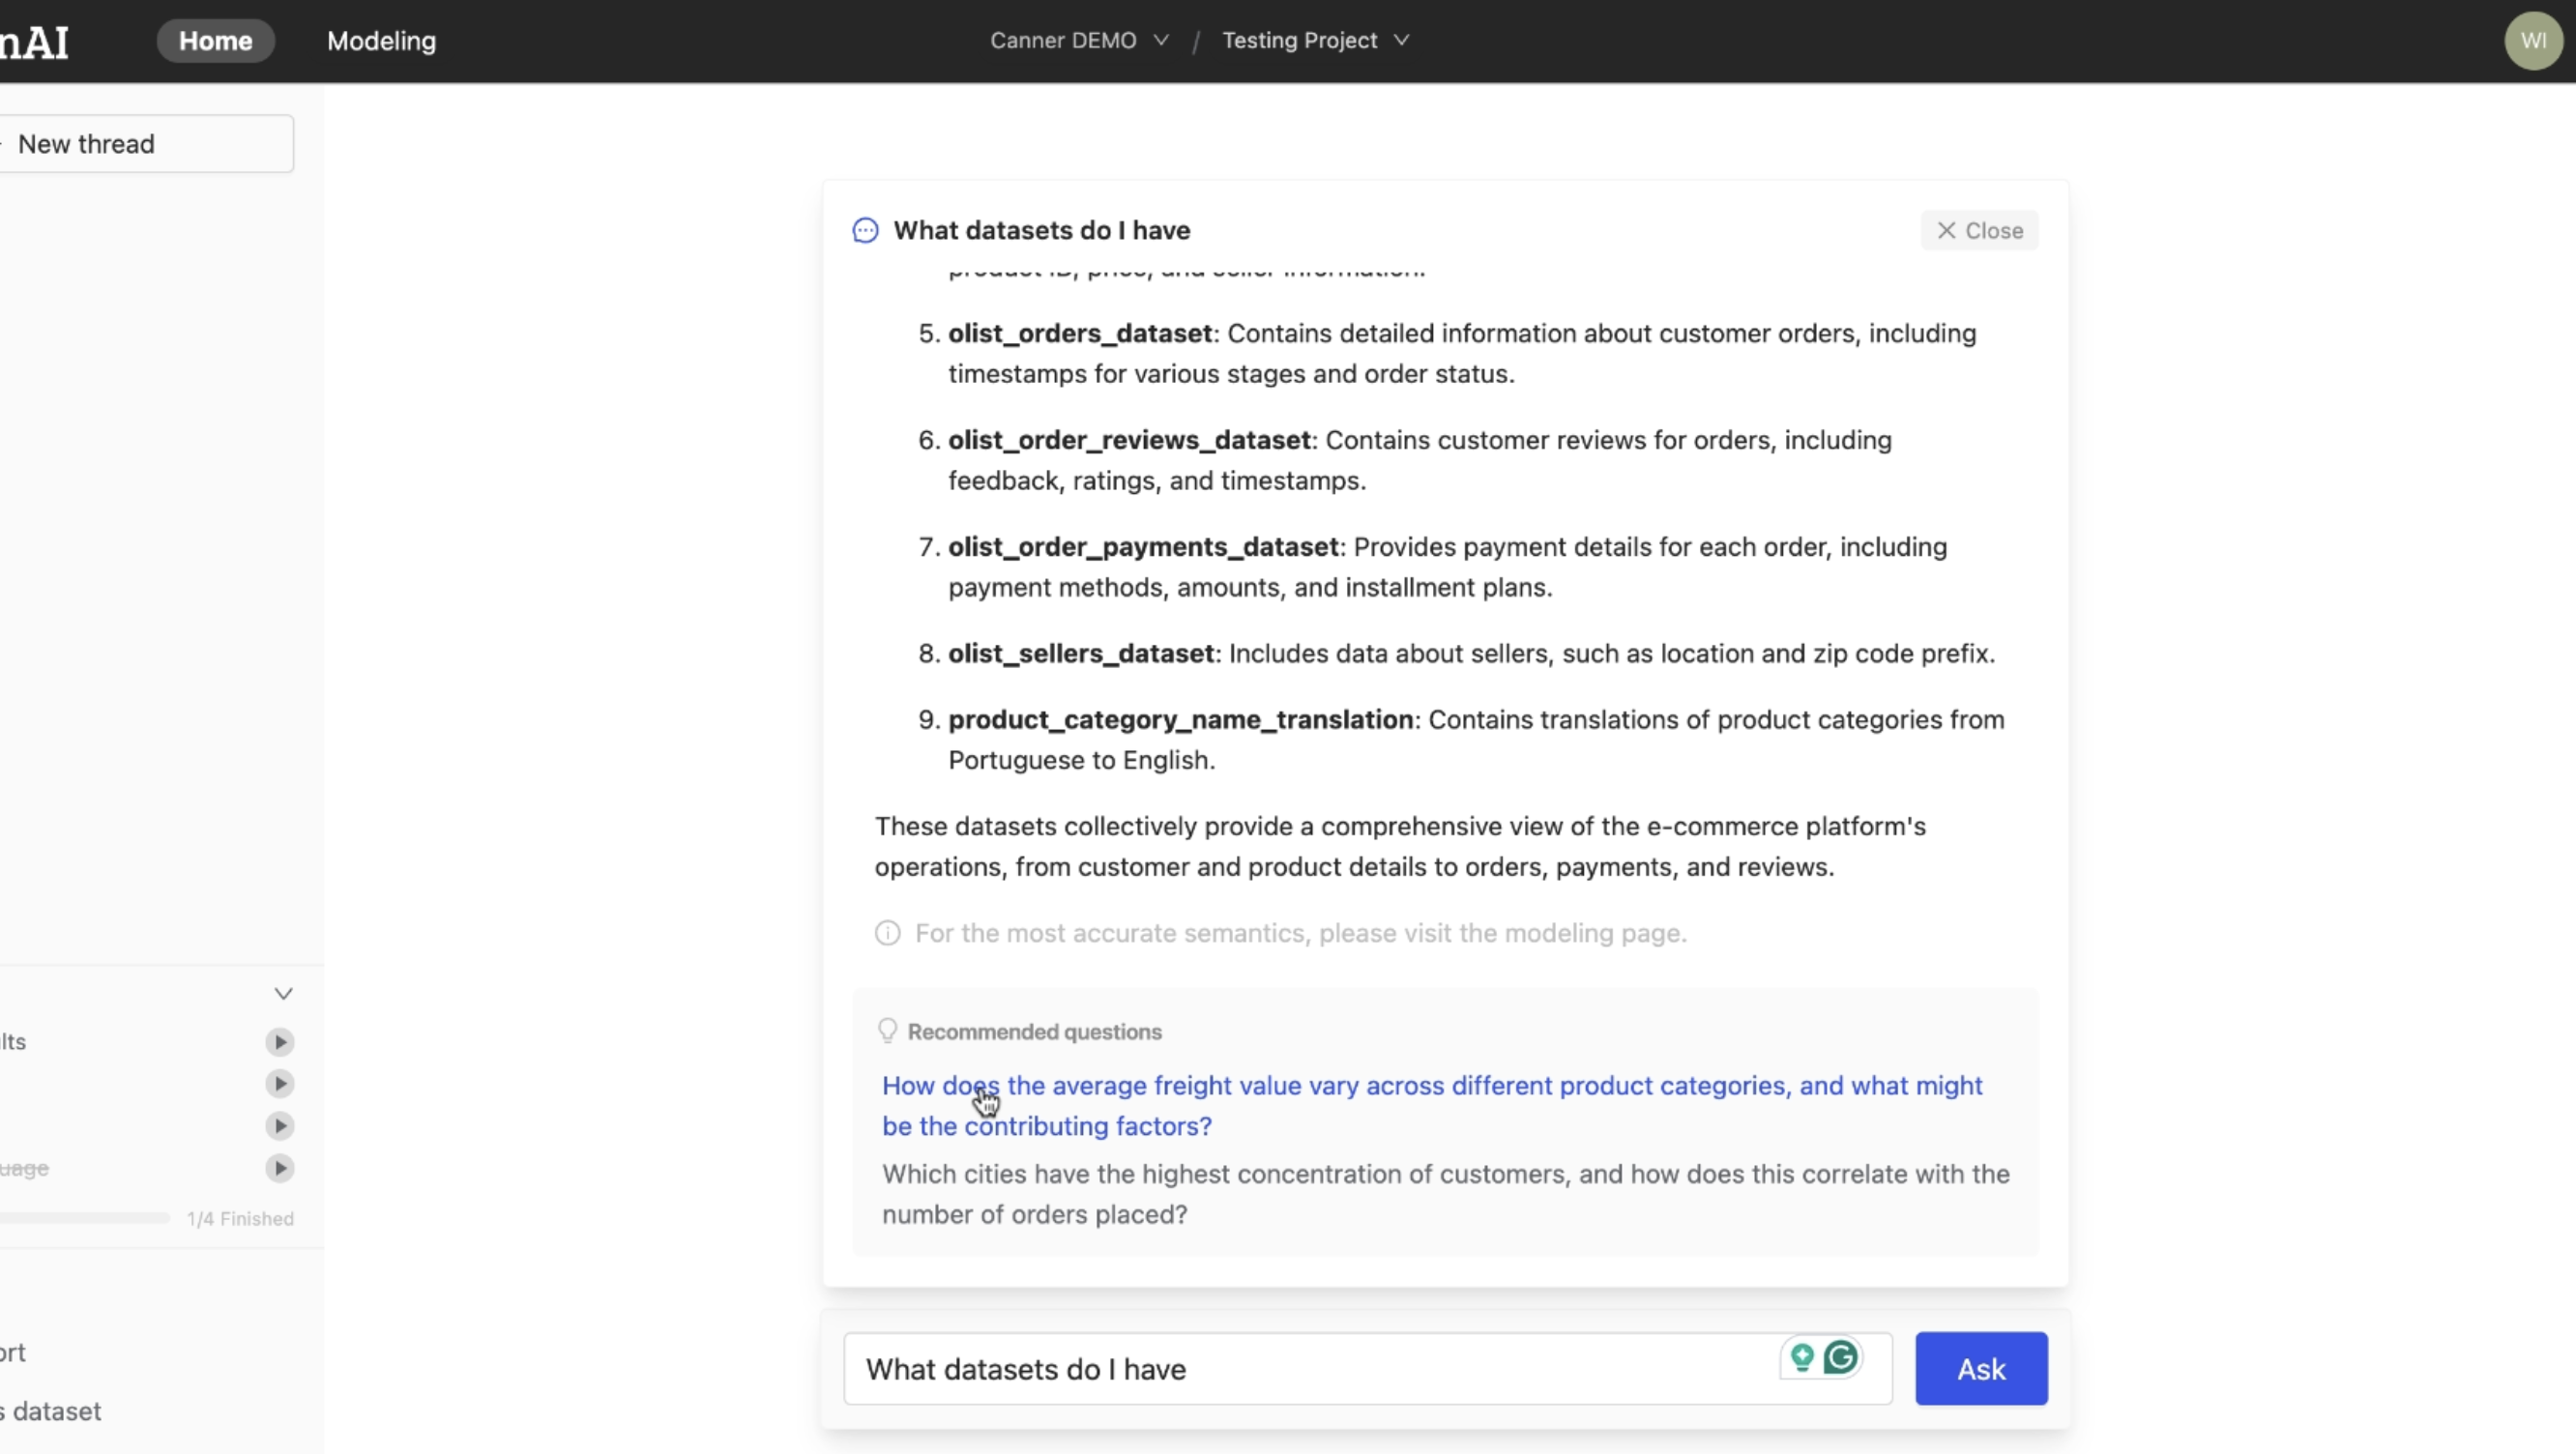 nAI
Home
Modeling
Canner DEMO / Testing Project
WI
New thread
What datasets do I have
Close
product ID, price, and seller information.
5. olist_orders_dataset: Contains detailed information about customer orders, including
timestamps for various stages and order status.
6. olist_order_reviews_dataset: Contains customer reviews for orders, including
feedback, ratings, and timestamps.
7. olist_order_payments_dataset: Provides payment details for each order, including
payment methods, amounts, and installment plans.
8. olist_sellers_dataset: Includes data about sellers, such as location and zip code prefix.
9. product_category_name_translation: Contains translations of product categories from
Portuguese to English.
These datasets collectively provide a comprehensive view of the e-commerce platform's
operations, from customer and product details to orders, payments, and reviews.
For the most accurate semantics, please visit the modeling page.
Recommended questions
How does the average freight value vary across different product categories, and what might
be the contributing factors?
Which cities have the highest concentration of customers, and how does this correlate with the
number of orders placed?
What datasets do I have
Ask
lts
uage
1/4 Finished
ort
s dataset